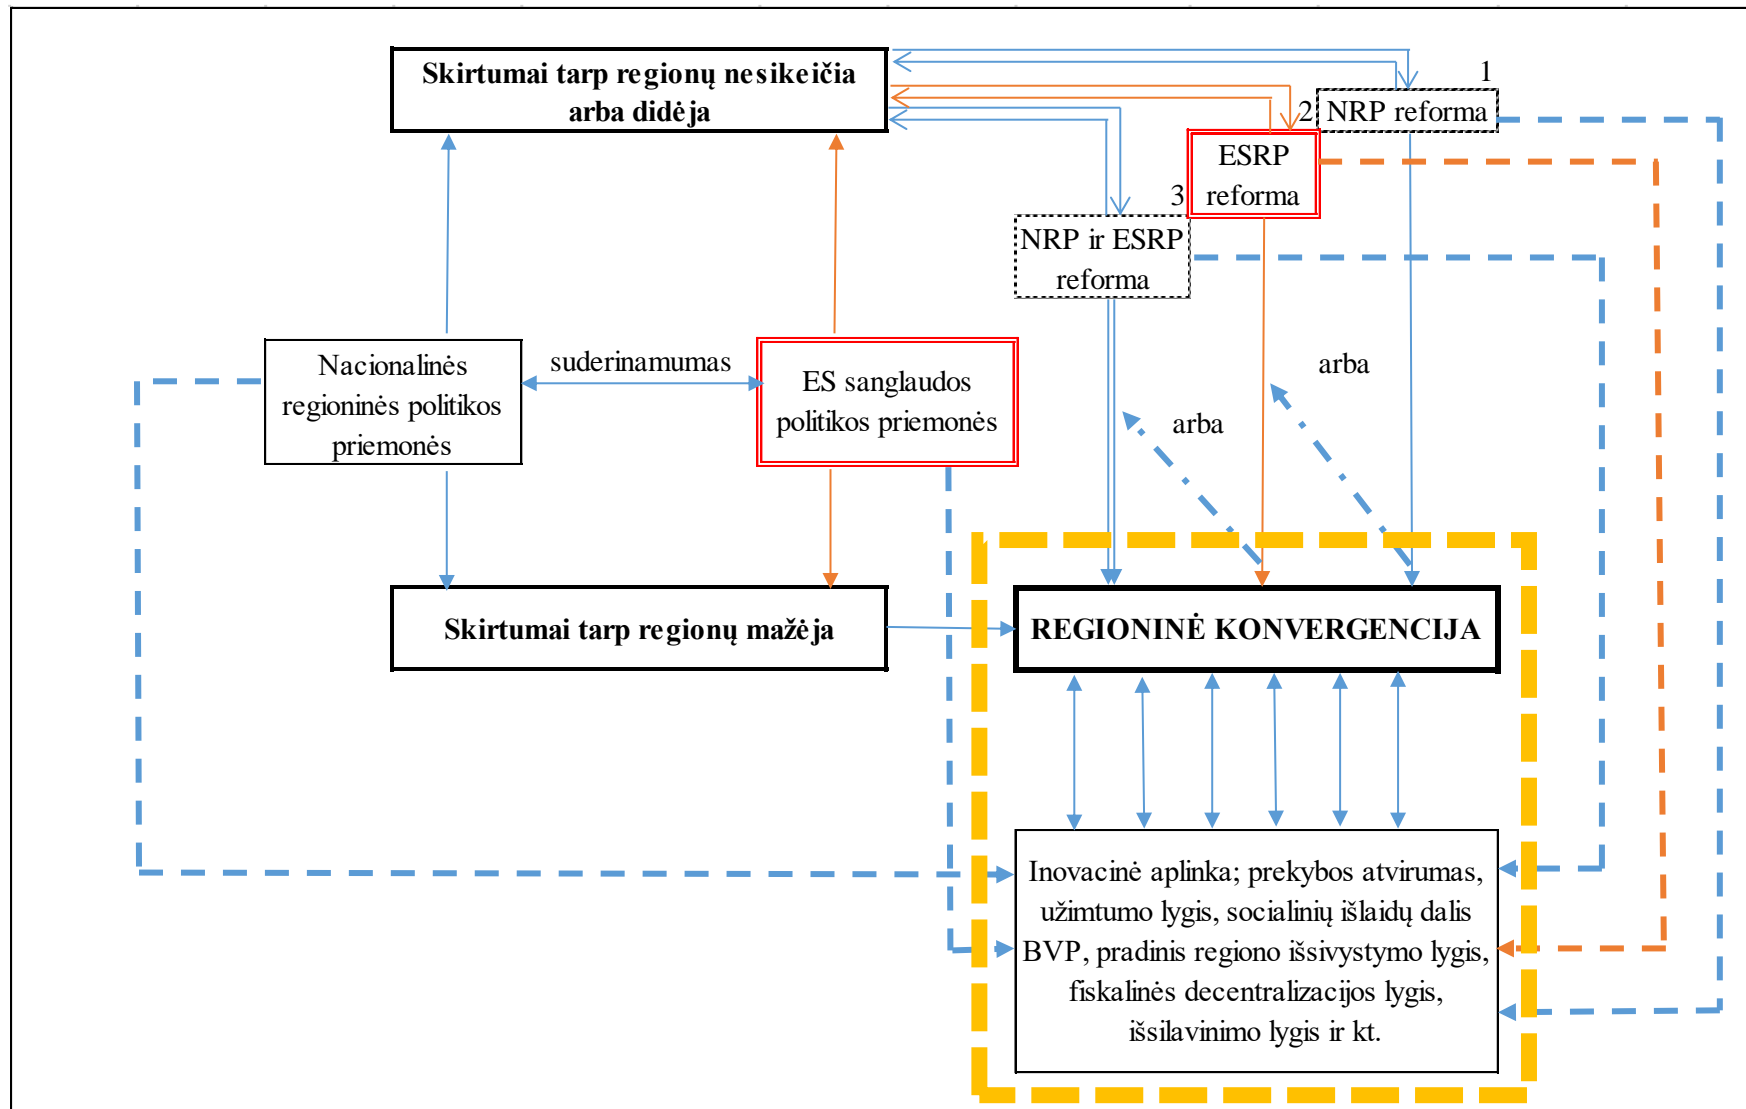 Skirtumai tarp regionų nesikeičia
arba didėja
1
NRP reforma
2
ESRP
reforma
3
NRP ir ESRP
reforma
Nacionalinės
regioninės politikos
priemonės
suderinamumas
ES sanglaudos
politikos priemonės
arba
arba
Skirtumai tarp regionų mažėja
REGIONINĖ KONVERGENCIJA
Inovacinė aplinka; prekybos atvirumas,
užimtumo lygis, socialinių išlaidų dalis
BVP, pradinis regiono išsivystymo lygis,
fiskalinės decentralizacijos lygis,
išsilavinimo lygis ir kt.